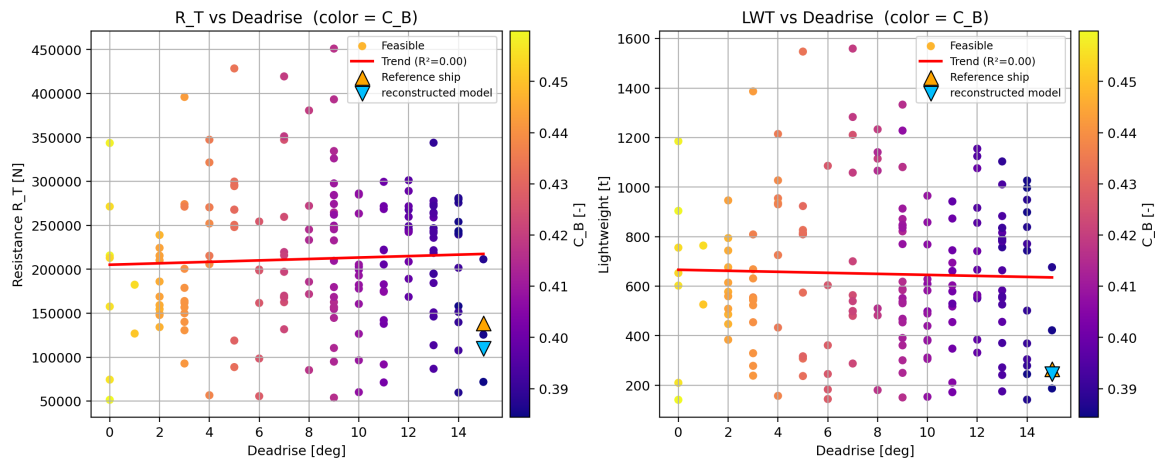 R_T vs Deadrise  (color = C_B)
450000
400000
350000
300000
250000
200000
150000
100000
50000
Resistance R_T [N]
0 2 4 6 8 10 12 14
Deadrise [deg]
Feasible
Trend (R²=0.00)
Reference ship
reconstructed model
0.45
0.44
0.43
0.42
0.41
0.40
0.39
C_B [-]
LWT vs Deadrise  (color = C_B)
1600
1400
1200
1000
800
600
400
200
Lightweight [t]
0 2 4 6 8 10 12 14
Deadrise [deg]
Feasible
Trend (R²=0.00)
Reference ship
reconstructed model
0.45
0.44
0.43
0.42
0.41
0.40
0.39
C_B [-]